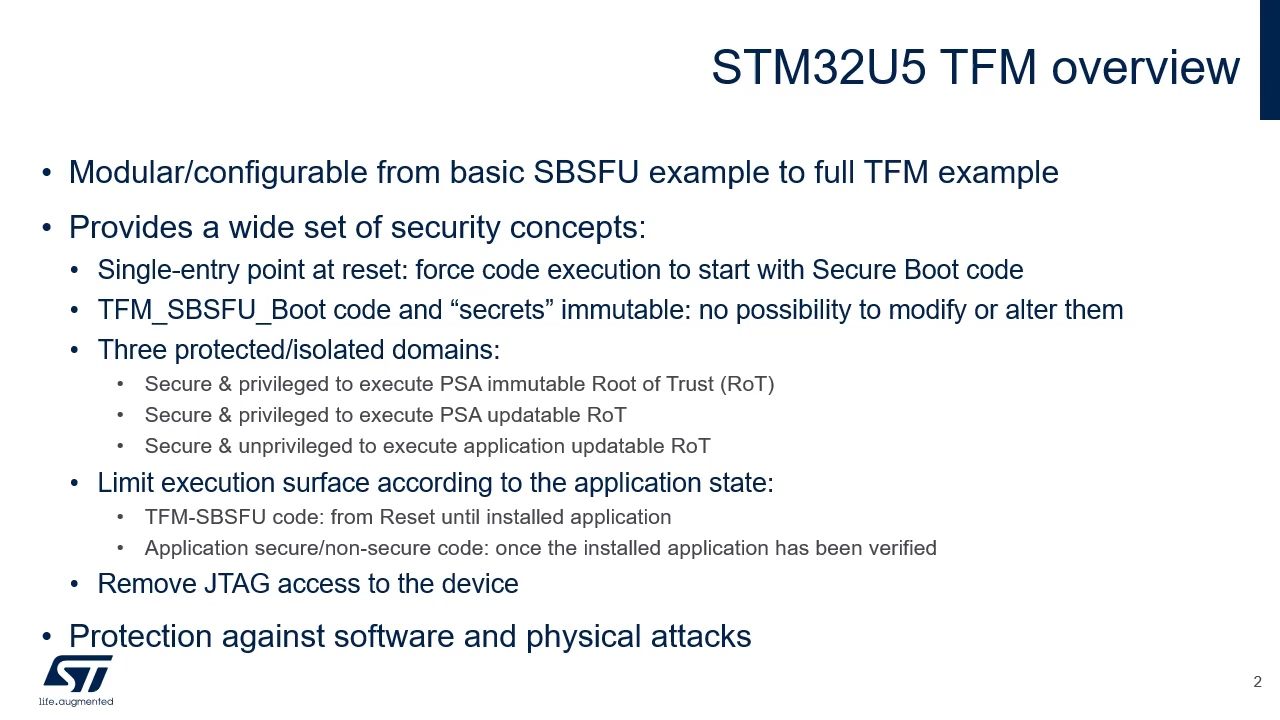 STM32U5 TFM overview
• Modular/configurable from basic SBSFU example to full TFM example
• Provides a wide set of security concepts:
• Single-entry point at reset: force code execution to start with Secure Boot code
• TFM_SBSFU_Boot code and “secrets” immutable: no possibility to modify or alter them
• Three protected/isolated domains:
• Secure & privileged to execute PSA immutable Root of Trust (RoT)
• Secure & privileged to execute PSA updatable RoT
• Secure & unprivileged to execute application updatable RoT
• Limit execution surface according to the application state:
• TFM-SBSFU code: from Reset until installed application
• Application secure/non-secure code: once the installed application has been verified
• Remove JTAG access to the device
• Protection against software and physical attacks
ST
life.augmented
2